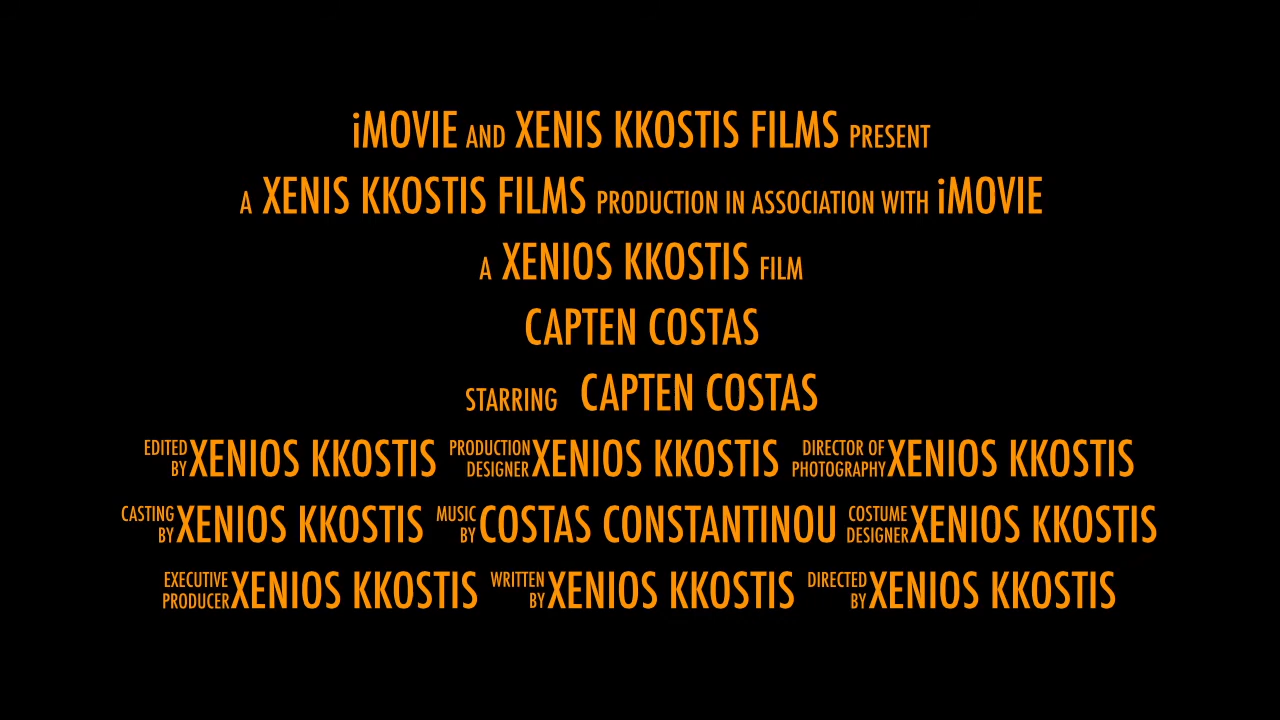 iMOVIE AND XENIS KKOSTIS FILMS PRESENT
A XENIS KKOSTIS FILMS PRODUCTION IN ASSOCIATION WITH iMOVIE
A XENIOS KKOSTIS FILM
CAPTEN COSTAS
STARRING CAPTEN COSTAS
EDITED BY XENIOS KKOSTIS PRODUCTION DESIGNER XENIOS KKOSTIS DIRECTOR OF PHOTOGRAPHY XENIOS KKOSTIS
CASTING BY XENIOS KKOSTIS MUSIC BY COSTAS CONSTANTINOU COSTUME DESIGNER XENIOS KKOSTIS
EXECUTIVE PRODUCER XENIOS KKOSTIS WRITTEN BY XENIOS KKOSTIS DIRECTED BY XENIOS KKOSTIS